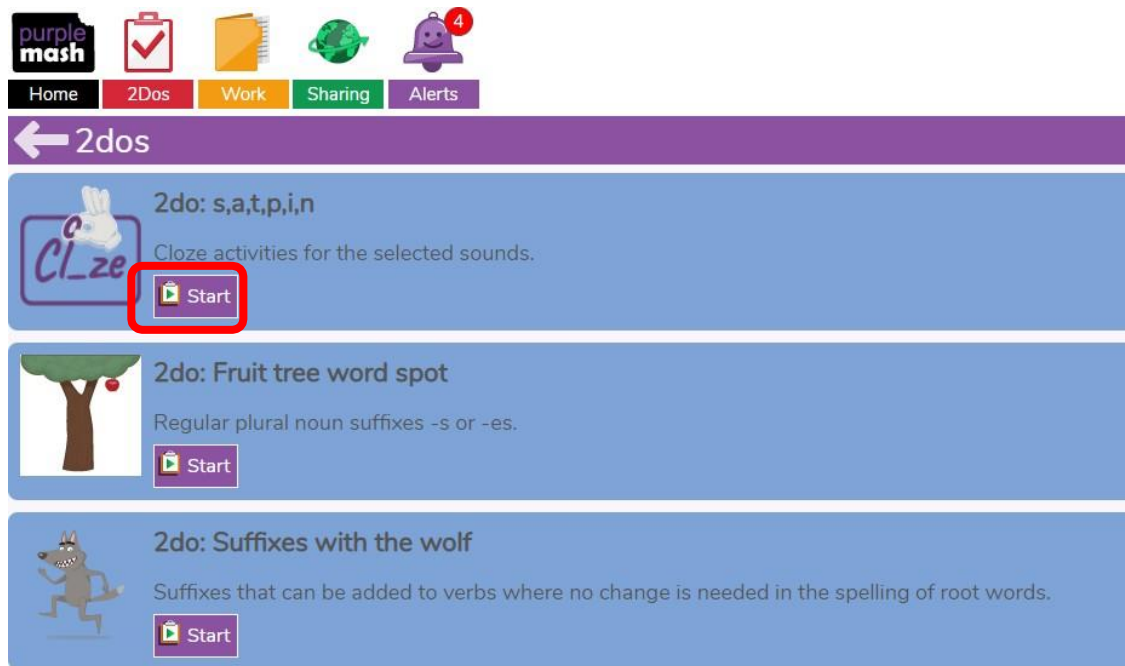 purple
mash
4
Home 2Dos Work Sharing Alerts
2dos
2do: s,a,t,p,i,n
Cl_ze
o
Cloze activities for the selected sounds.
Start
2do: Fruit tree word spot
Regular plural noun suffixes -s or -es.
Start
2do: Suffixes with the wolf
Suffixes that can be added to verbs where no change is needed in the spelling of root words.
Start